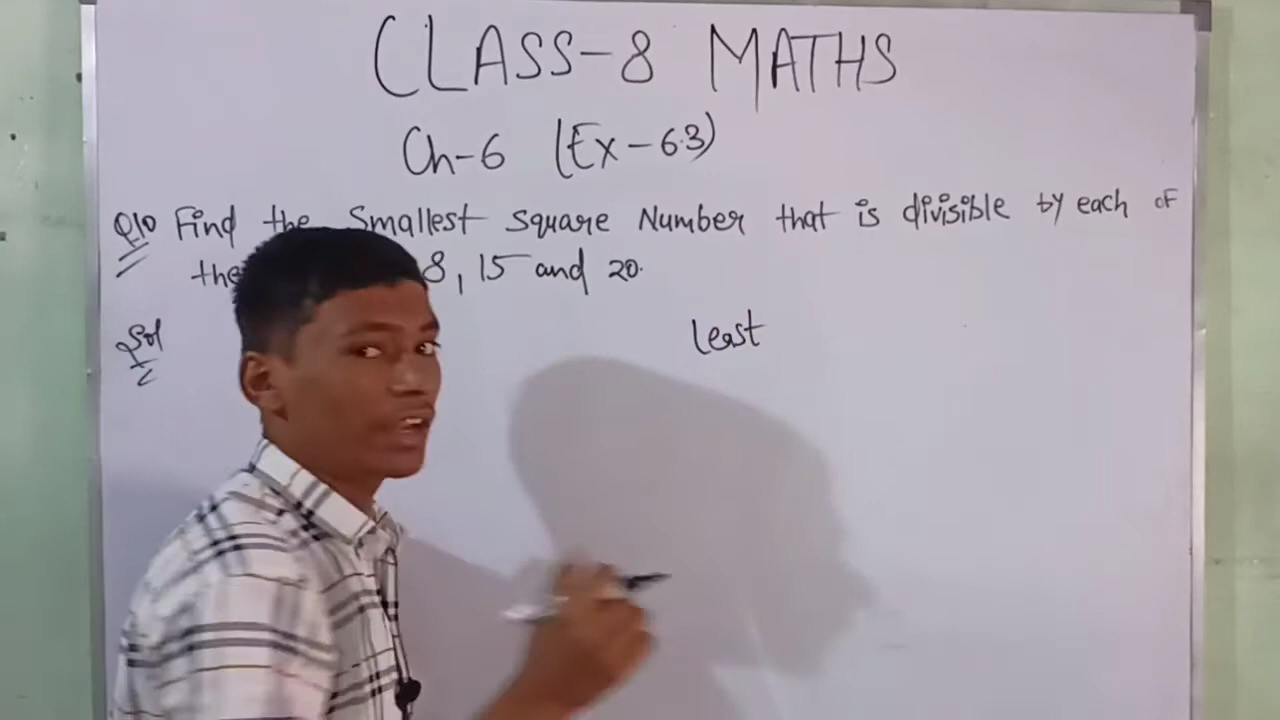 CLASS-8 MATHS
Ch-6 (Ex-6.3)
Q10 Find the Smallest square Number that is divisible by each of
the 8, 15 and 20.
Sol
least